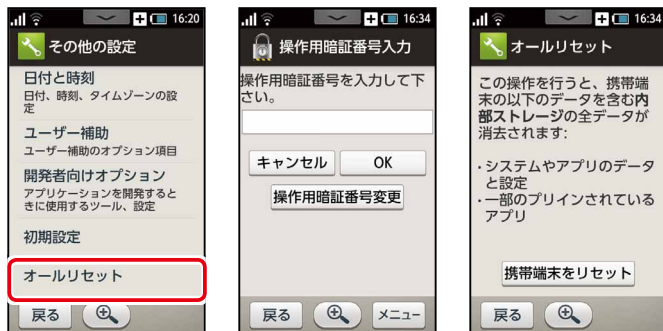 16:20
その他の設定
日付と時刻
日付、時刻、タイムゾーンの設
定
ユーザー補助
ユーザー補助のオプション項目
開発者向けオプション
アプリケーションを開発すると
きに使用するツール、設定
初期設定
オールリセット
戻る
16:34
操作用暗証番号入力
操作用暗証番号を入力して下
さい。
キャンセル OK
操作用暗証番号変更
戻る メニュー
16:34
オールリセット
この操作を行うと、携帯端
末の以下のデータを含む内
部ストレージの全データが
消去されます:
・システムやアプリのデータ
と設定
・一部のプリインされている
アプリ
携帯端末をリセット
戻る